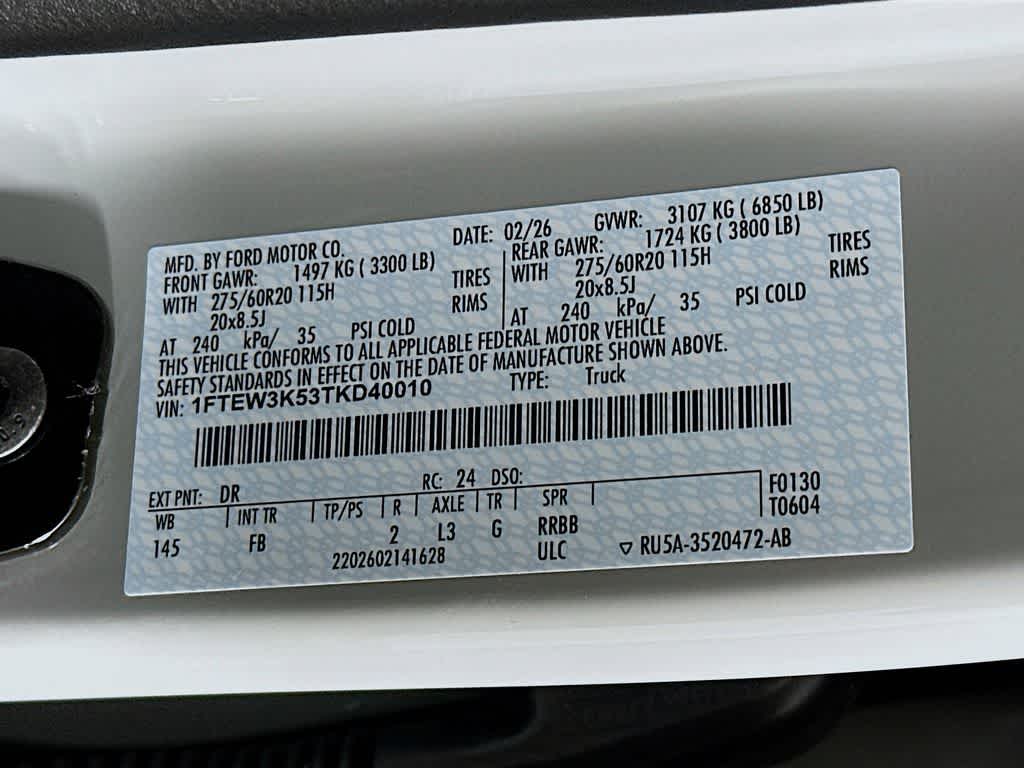 MFD. BY FORD MOTOR CO. DATE: 02/26 GVWR: 3107 KG ( 6850 LB)
FRONT GAWR: 1497 KG ( 3300 LB) REAR GAWR: 1724 KG ( 3800 LB)
WITH 275/60R20 115H TIRES WITH 275/60R20 115H TIRES
20x8.5J RIMS 20x8.5J RIMS
AT 240 kPa/ 35 PSI COLD AT 240 kPa/ 35 PSI COLD
THIS VEHICLE CONFORMS TO ALL APPLICABLE FEDERAL MOTOR VEHICLE
SAFETY STANDARDS IN EFFECT ON THE DATE OF MANUFACTURE SHOWN ABOVE.
VIN: 1FTEW3K53TKD40010 TYPE: Truck
EXT PNT: DR RC: 24 DSO: F0130
WB INT TR TP/PS R AXLE TR SPR T0604
145 FB 2 L3 G RRBB
2202602141628 ULC RU5A-3520472-AB